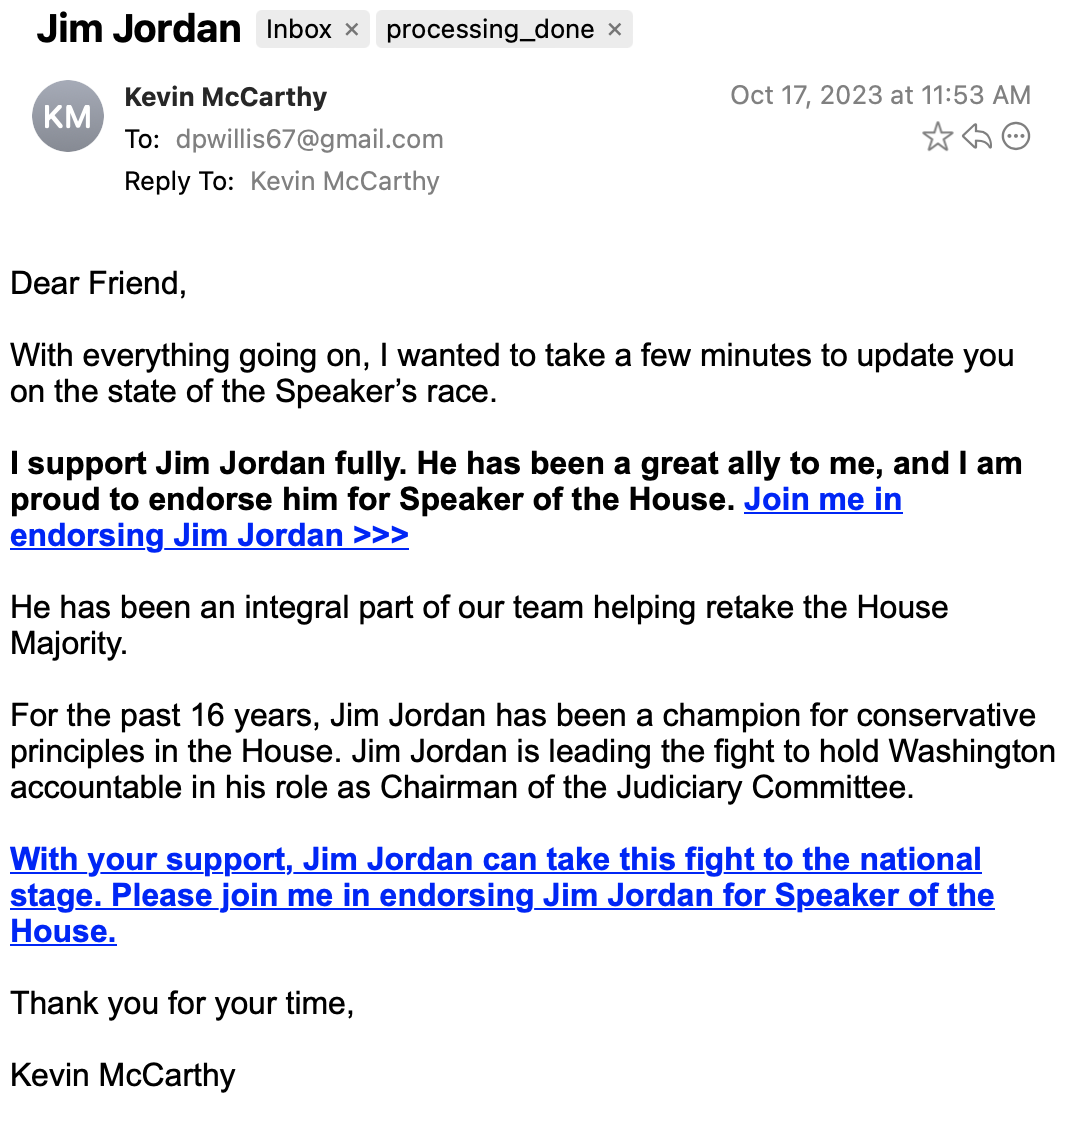 Jim Jordan Inbox × processing_done ×
KM
Kevin McCarthy
Oct 17, 2023 at 11:53 AM
To: dpwillis67@gmail.com
Reply To: Kevin McCarthy
Dear Friend,
With everything going on, I wanted to take a few minutes to update you
on the state of the Speaker’s race.
I support Jim Jordan fully. He has been a great ally to me, and I am
proud to endorse him for Speaker of the House. Join me in
endorsing Jim Jordan >>>
He has been an integral part of our team helping retake the House
Majority.
For the past 16 years, Jim Jordan has been a champion for conservative
principles in the House. Jim Jordan is leading the fight to hold Washington
accountable in his role as Chairman of the Judiciary Committee.
With your support, Jim Jordan can take this fight to the national
stage. Please join me in endorsing Jim Jordan for Speaker of the
House.
Thank you for your time,
Kevin McCarthy